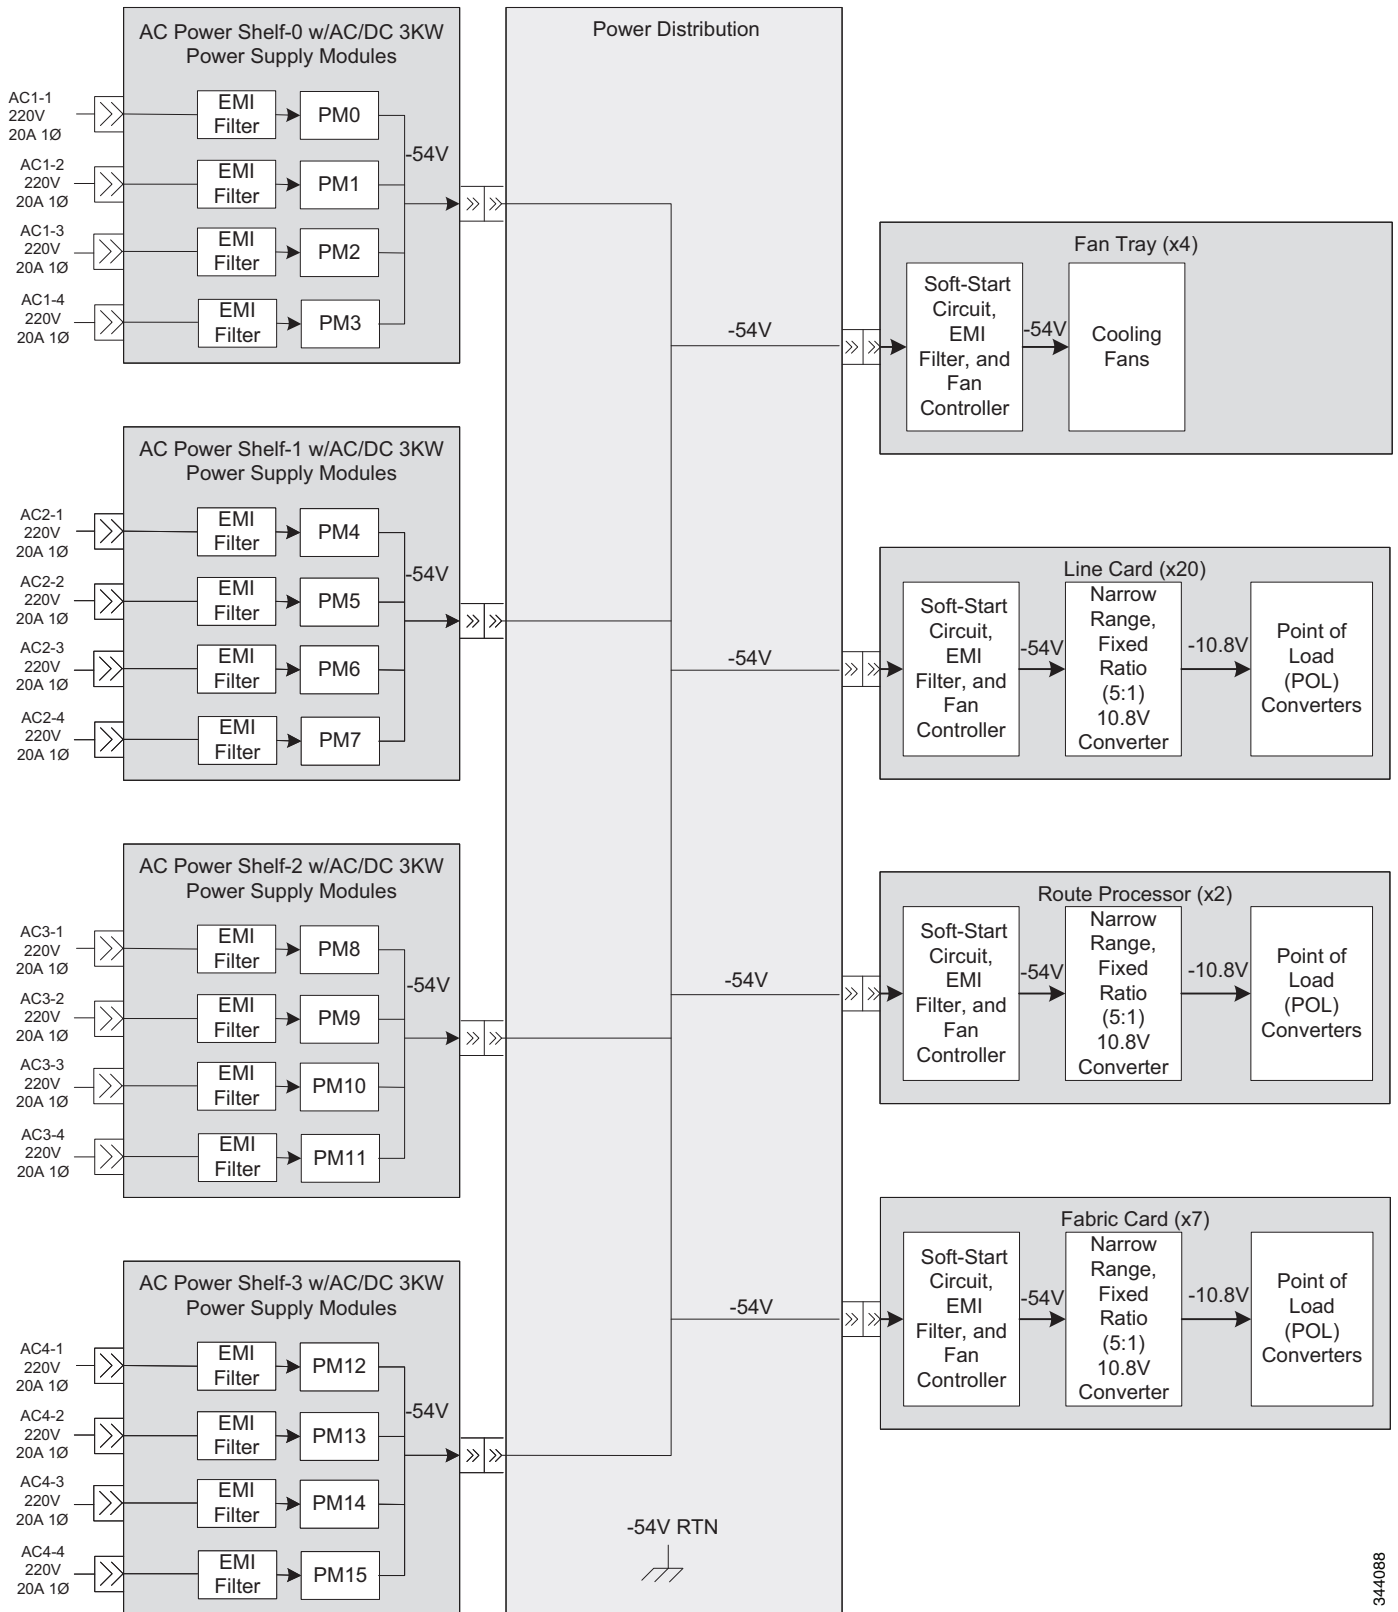 AC Power Shelf-0 w/AC/DC 3KW
Power Supply Modules
AC1-1
220V
20A 1Ø
EMI
Filter
PM0
-54V
AC1-2
220V
20A 1Ø
EMI
Filter
PM1
AC1-3
220V
20A 1Ø
EMI
Filter
PM2
AC1-4
220V
20A 1Ø
EMI
Filter
PM3
AC Power Shelf-1 w/AC/DC 3KW
Power Supply Modules
AC2-1
220V
20A 1Ø
EMI
Filter
PM4
-54V
AC2-2
220V
20A 1Ø
EMI
Filter
PM5
AC2-3
220V
20A 1Ø
EMI
Filter
PM6
AC2-4
220V
20A 1Ø
EMI
Filter
PM7
AC Power Shelf-2 w/AC/DC 3KW
Power Supply Modules
AC3-1
220V
20A 1Ø
EMI
Filter
PM8
-54V
AC3-2
220V
20A 1Ø
EMI
Filter
PM9
AC3-3
220V
20A 1Ø
EMI
Filter
PM10
AC3-4
220V
20A 1Ø
EMI
Filter
PM11
AC Power Shelf-3 w/AC/DC 3KW
Power Supply Modules
AC4-1
220V
20A 1Ø
EMI
Filter
PM12
-54V
AC4-2
220V
20A 1Ø
EMI
Filter
PM13
AC4-3
220V
20A 1Ø
EMI
Filter
PM14
AC4-4
220V
20A 1Ø
EMI
Filter
PM15
Power Distribution
-54V
-54V
-54V
-54V
-54V RTN
Fan Tray (x4)
Soft-Start
Circuit,
EMI
Filter, and
Fan
Controller
-54V
Cooling
Fans
Line Card (x20)
Soft-Start
Circuit,
EMI
Filter, and
Fan
Controller
-54V
Narrow
Range,
Fixed
Ratio
(5:1)
10.8V
Converter
-10.8V
Point of
Load
(POL)
Converters
Route Processor (x2)
Soft-Start
Circuit,
EMI
Filter, and
Fan
Controller
-54V
Narrow
Range,
Fixed
Ratio
(5:1)
10.8V
Converter
-10.8V
Point of
Load
(POL)
Converters
Fabric Card (x7)
Soft-Start
Circuit,
EMI
Filter, and
Fan
Controller
-54V
Narrow
Range,
Fixed
Ratio
(5:1)
10.8V
Converter
-10.8V
Point of
Load
(POL)
Converters
344088